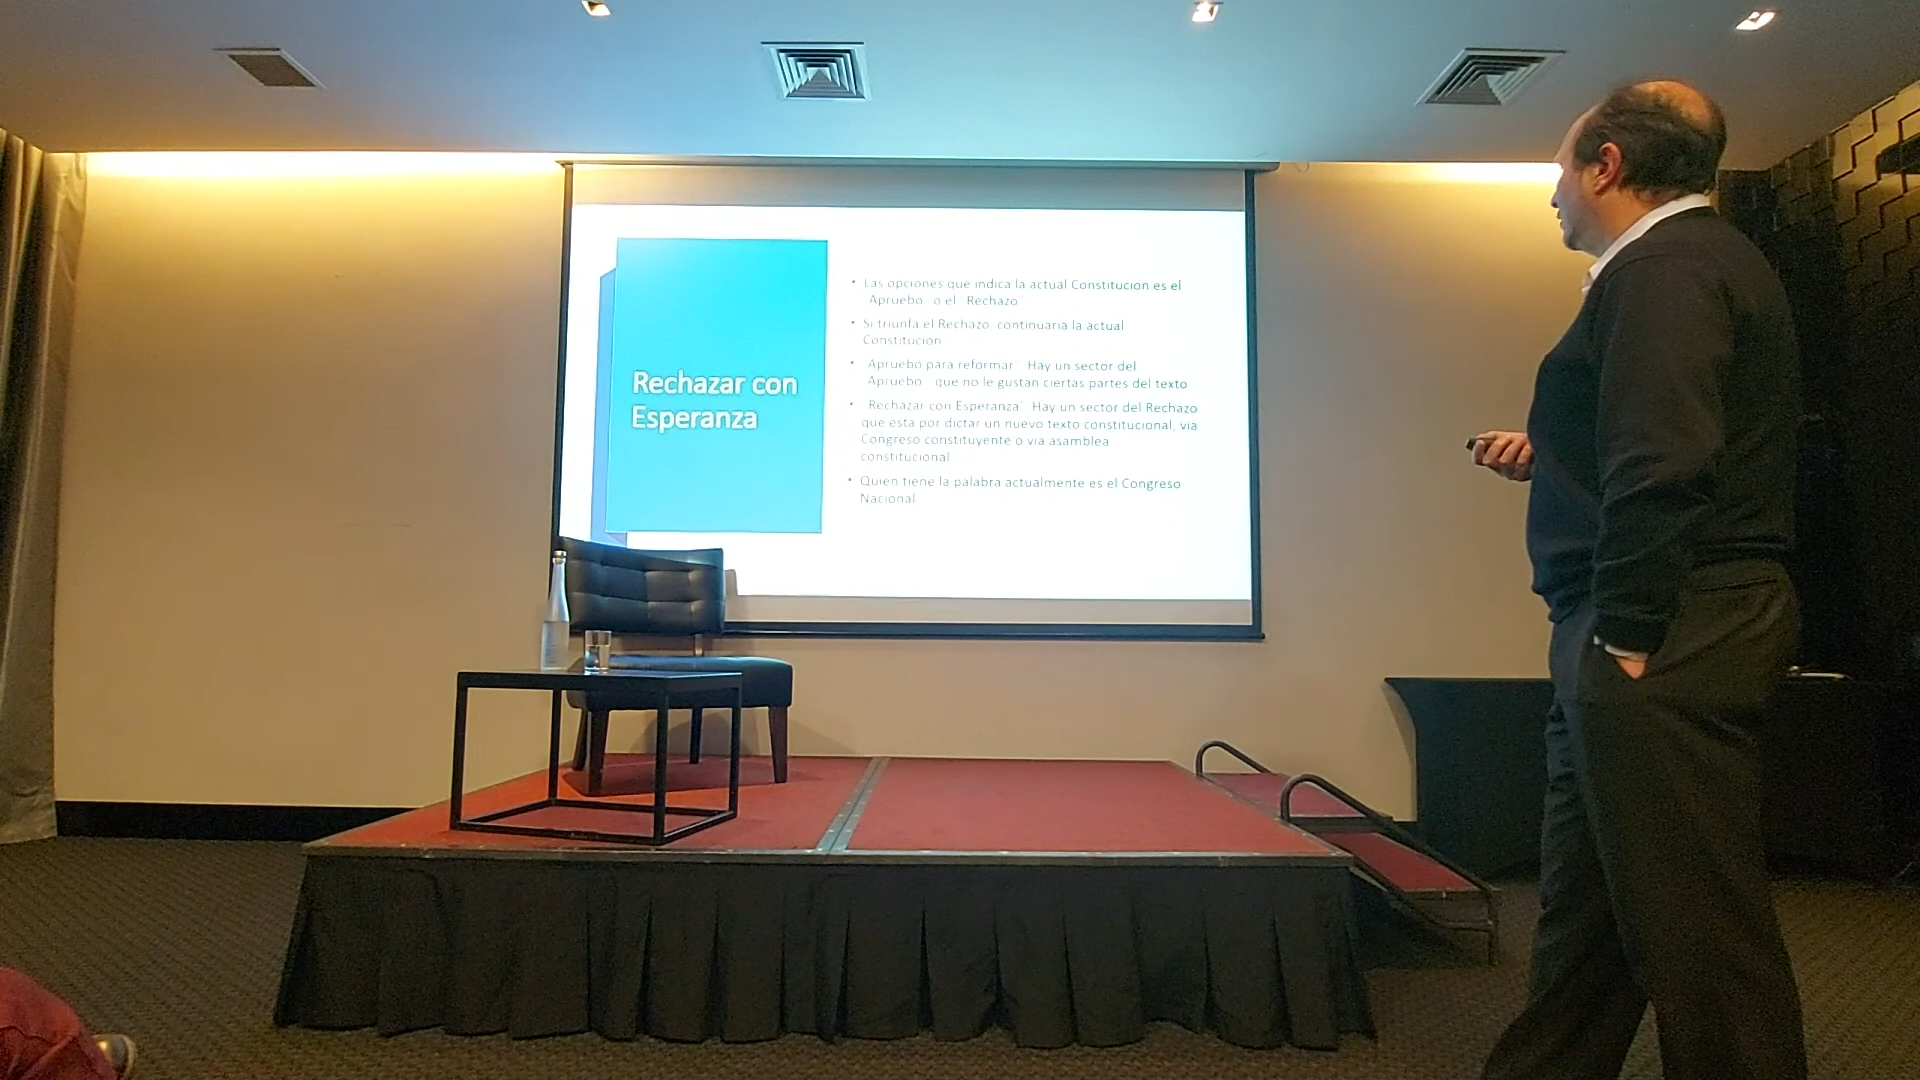 Rechazar con
Esperanza
• Las opciones que indica la actual Constitucion es el
Apruebo o el Rechazo
• Si triunfa el Rechazo, continuaria la actual
Constitucion
• Apruebo para reformar Hay un sector del
Apruebo que no le gustan ciertas partes del texto
• "Rechazar con Esperanza" Hay un sector del Rechazo
que esta por dictar un nuevo texto constitucional, via
Congreso constituyente o via asamblea
constitucional
• Quien tiene la palabra actualmente es el Congreso
Nacional